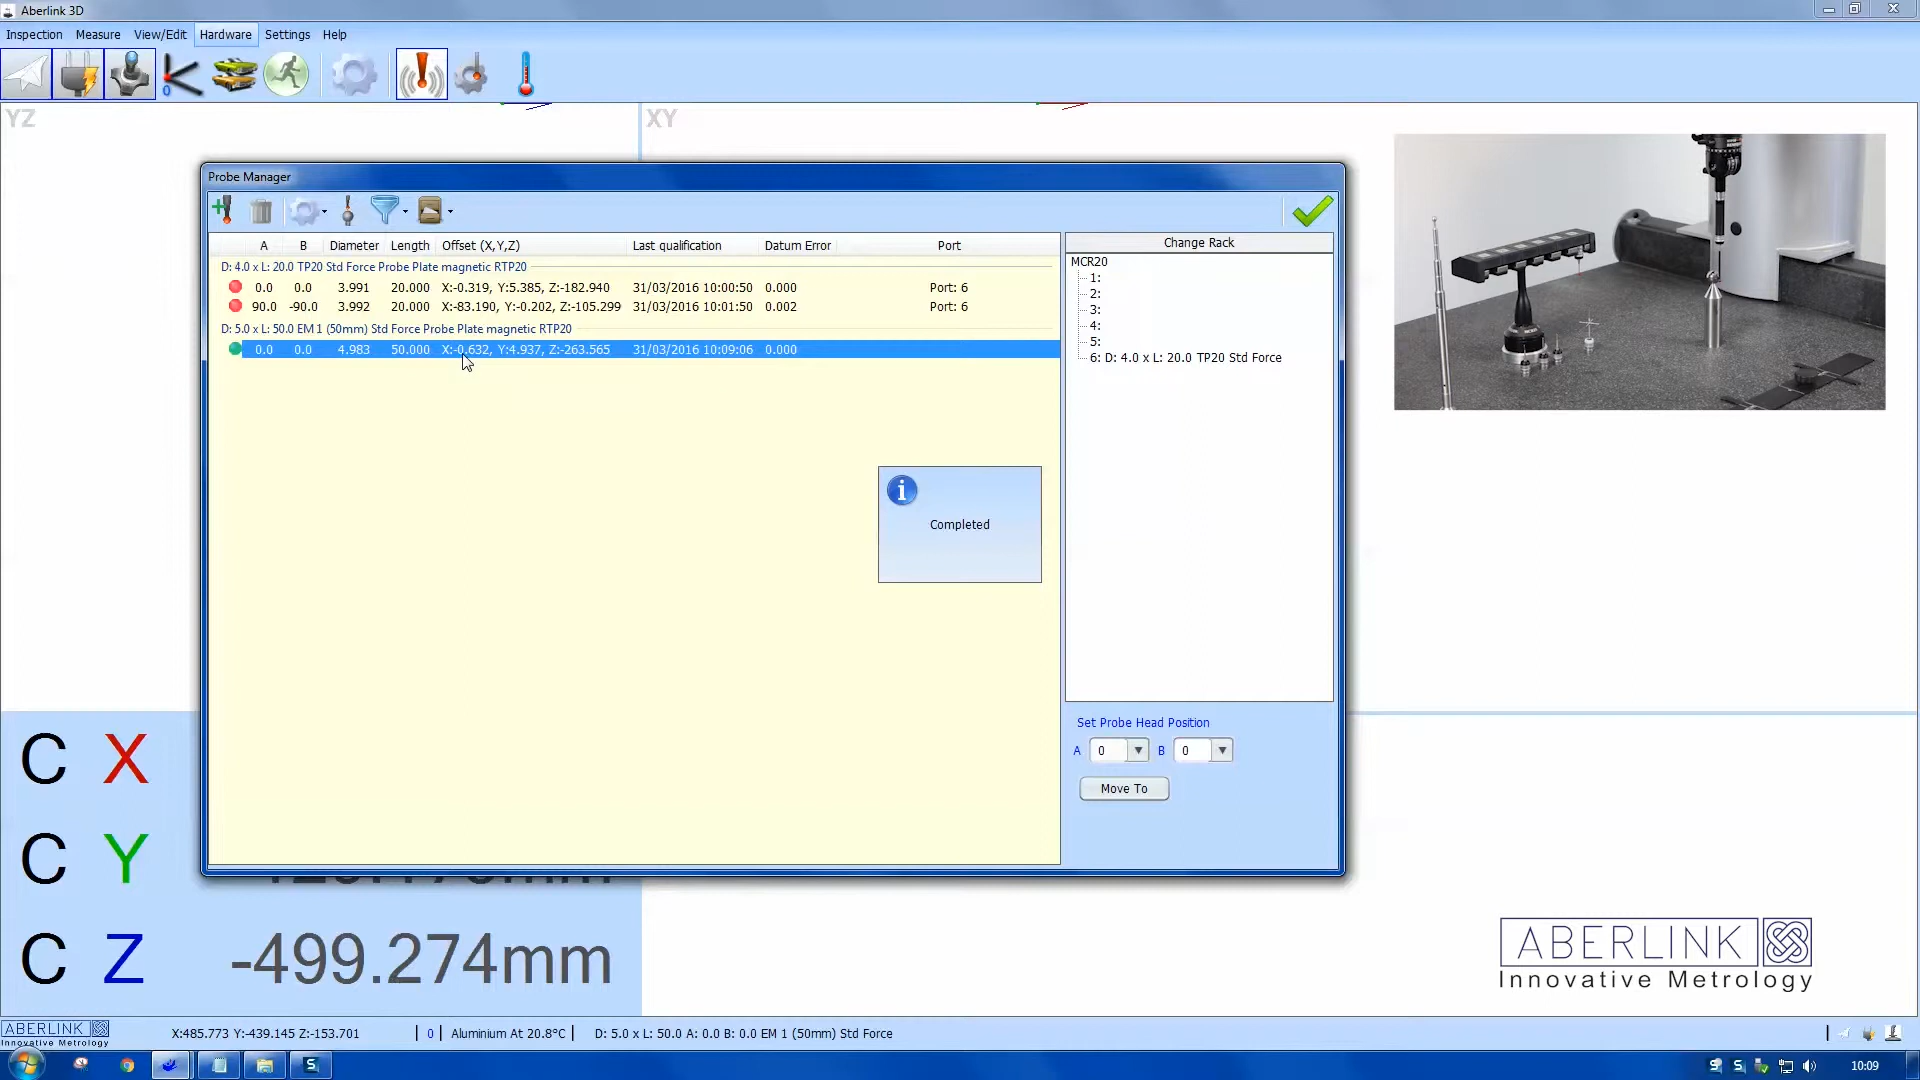 Aberlink 3D
Inspection Measure View/Edit Hardware Settings Help
YZ
XY
Probe Manager
A B Diameter Length Offset (X,Y,Z) Last qualification Datum Error Port
D: 4.0 x L: 20.0 TP20 Std Force Probe Plate magnetic RTP20
0.0 0.0 3.991 20.000 X:-0.319, Y:5.385, Z:-182.940 31/03/2016 10:00:50 0.000 Port: 6
90.0 -90.0 3.992 20.000 X:-83.190, Y:-0.202, Z:-105.299 31/03/2016 10:01:50 0.002 Port: 6
D: 5.0 x L: 50.0 EM 1 (50mm) Std Force Probe Plate magnetic RTP20
0.0 0.0 4.983 50.000 X:-0.632, Y:4.937, Z:-263.565 31/03/2016 10:09:06 0.000
Completed
Change Rack
MCR20
1:
2:
3:
4:
5:
6: D: 4.0 x L: 20.0 TP20 Std Force
Set Probe Head Position
A 0 B 0
Move To
C X
C Y
C Z -499.274mm
ABERLINK
Innovative Metrology
ABERLINK
Innovative Metrology
X:485.773 Y:-439.145 Z:-153.701 0 Aluminium At 20.8°C D: 5.0 x L: 50.0 A: 0.0 B: 0.0 EM 1 (50mm) Std Force
10:09